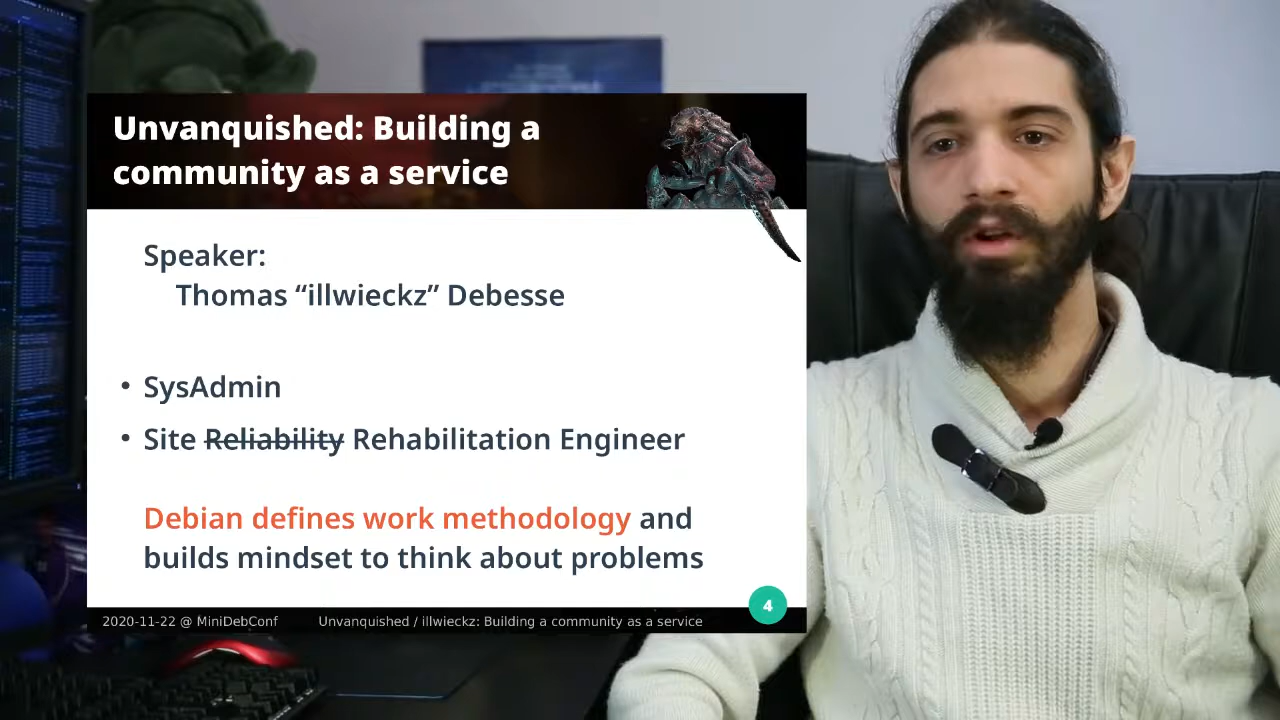 Unvanquished: Building a
community as a service
Speaker:
Thomas “illwieckz” Debesse
• SysAdmin
• Site Reliability Rehabilitation Engineer
Debian defines work methodology and
builds mindset to think about problems
4
2020-11-22 @ MiniDebConf
Unvanquished / illwieckz: Building a community as a service